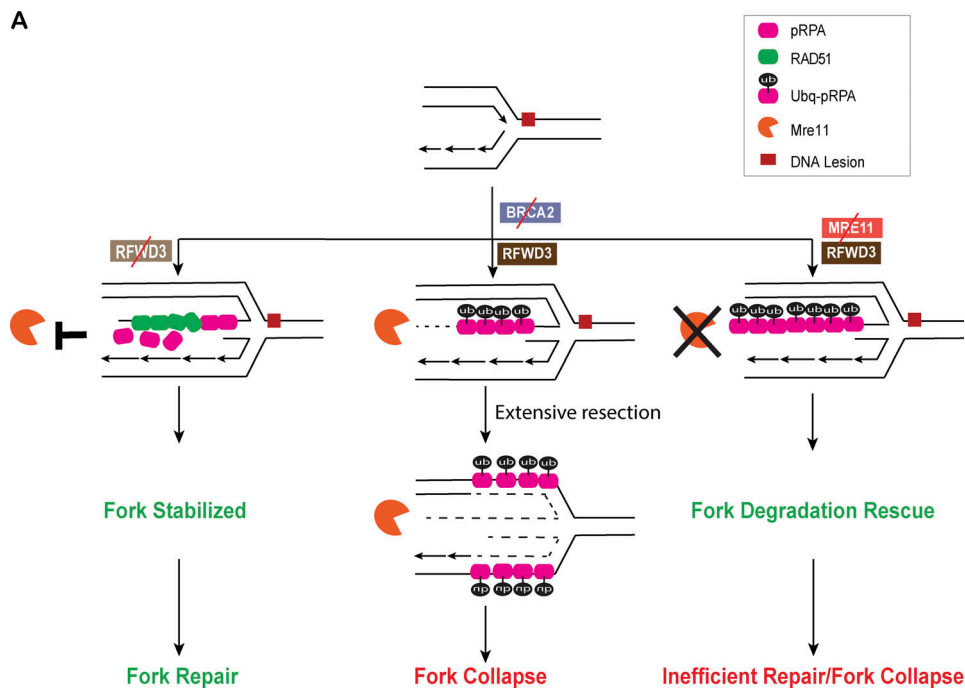 A
pRPA
RAD51
ub
Ubq-pRPA
Mre11
DNA Lesion
BRCA2
RFWD3
RFWD3
MRE11
RFWD3
ub ub ub ub
ub ub ub ub ub ub
Extensive resection
ub ub ub ub
Fork Stabilized
Fork Degradation Rescue
ub ub ub ub
Fork Repair
Fork Collapse
Inefficient Repair/Fork Collapse